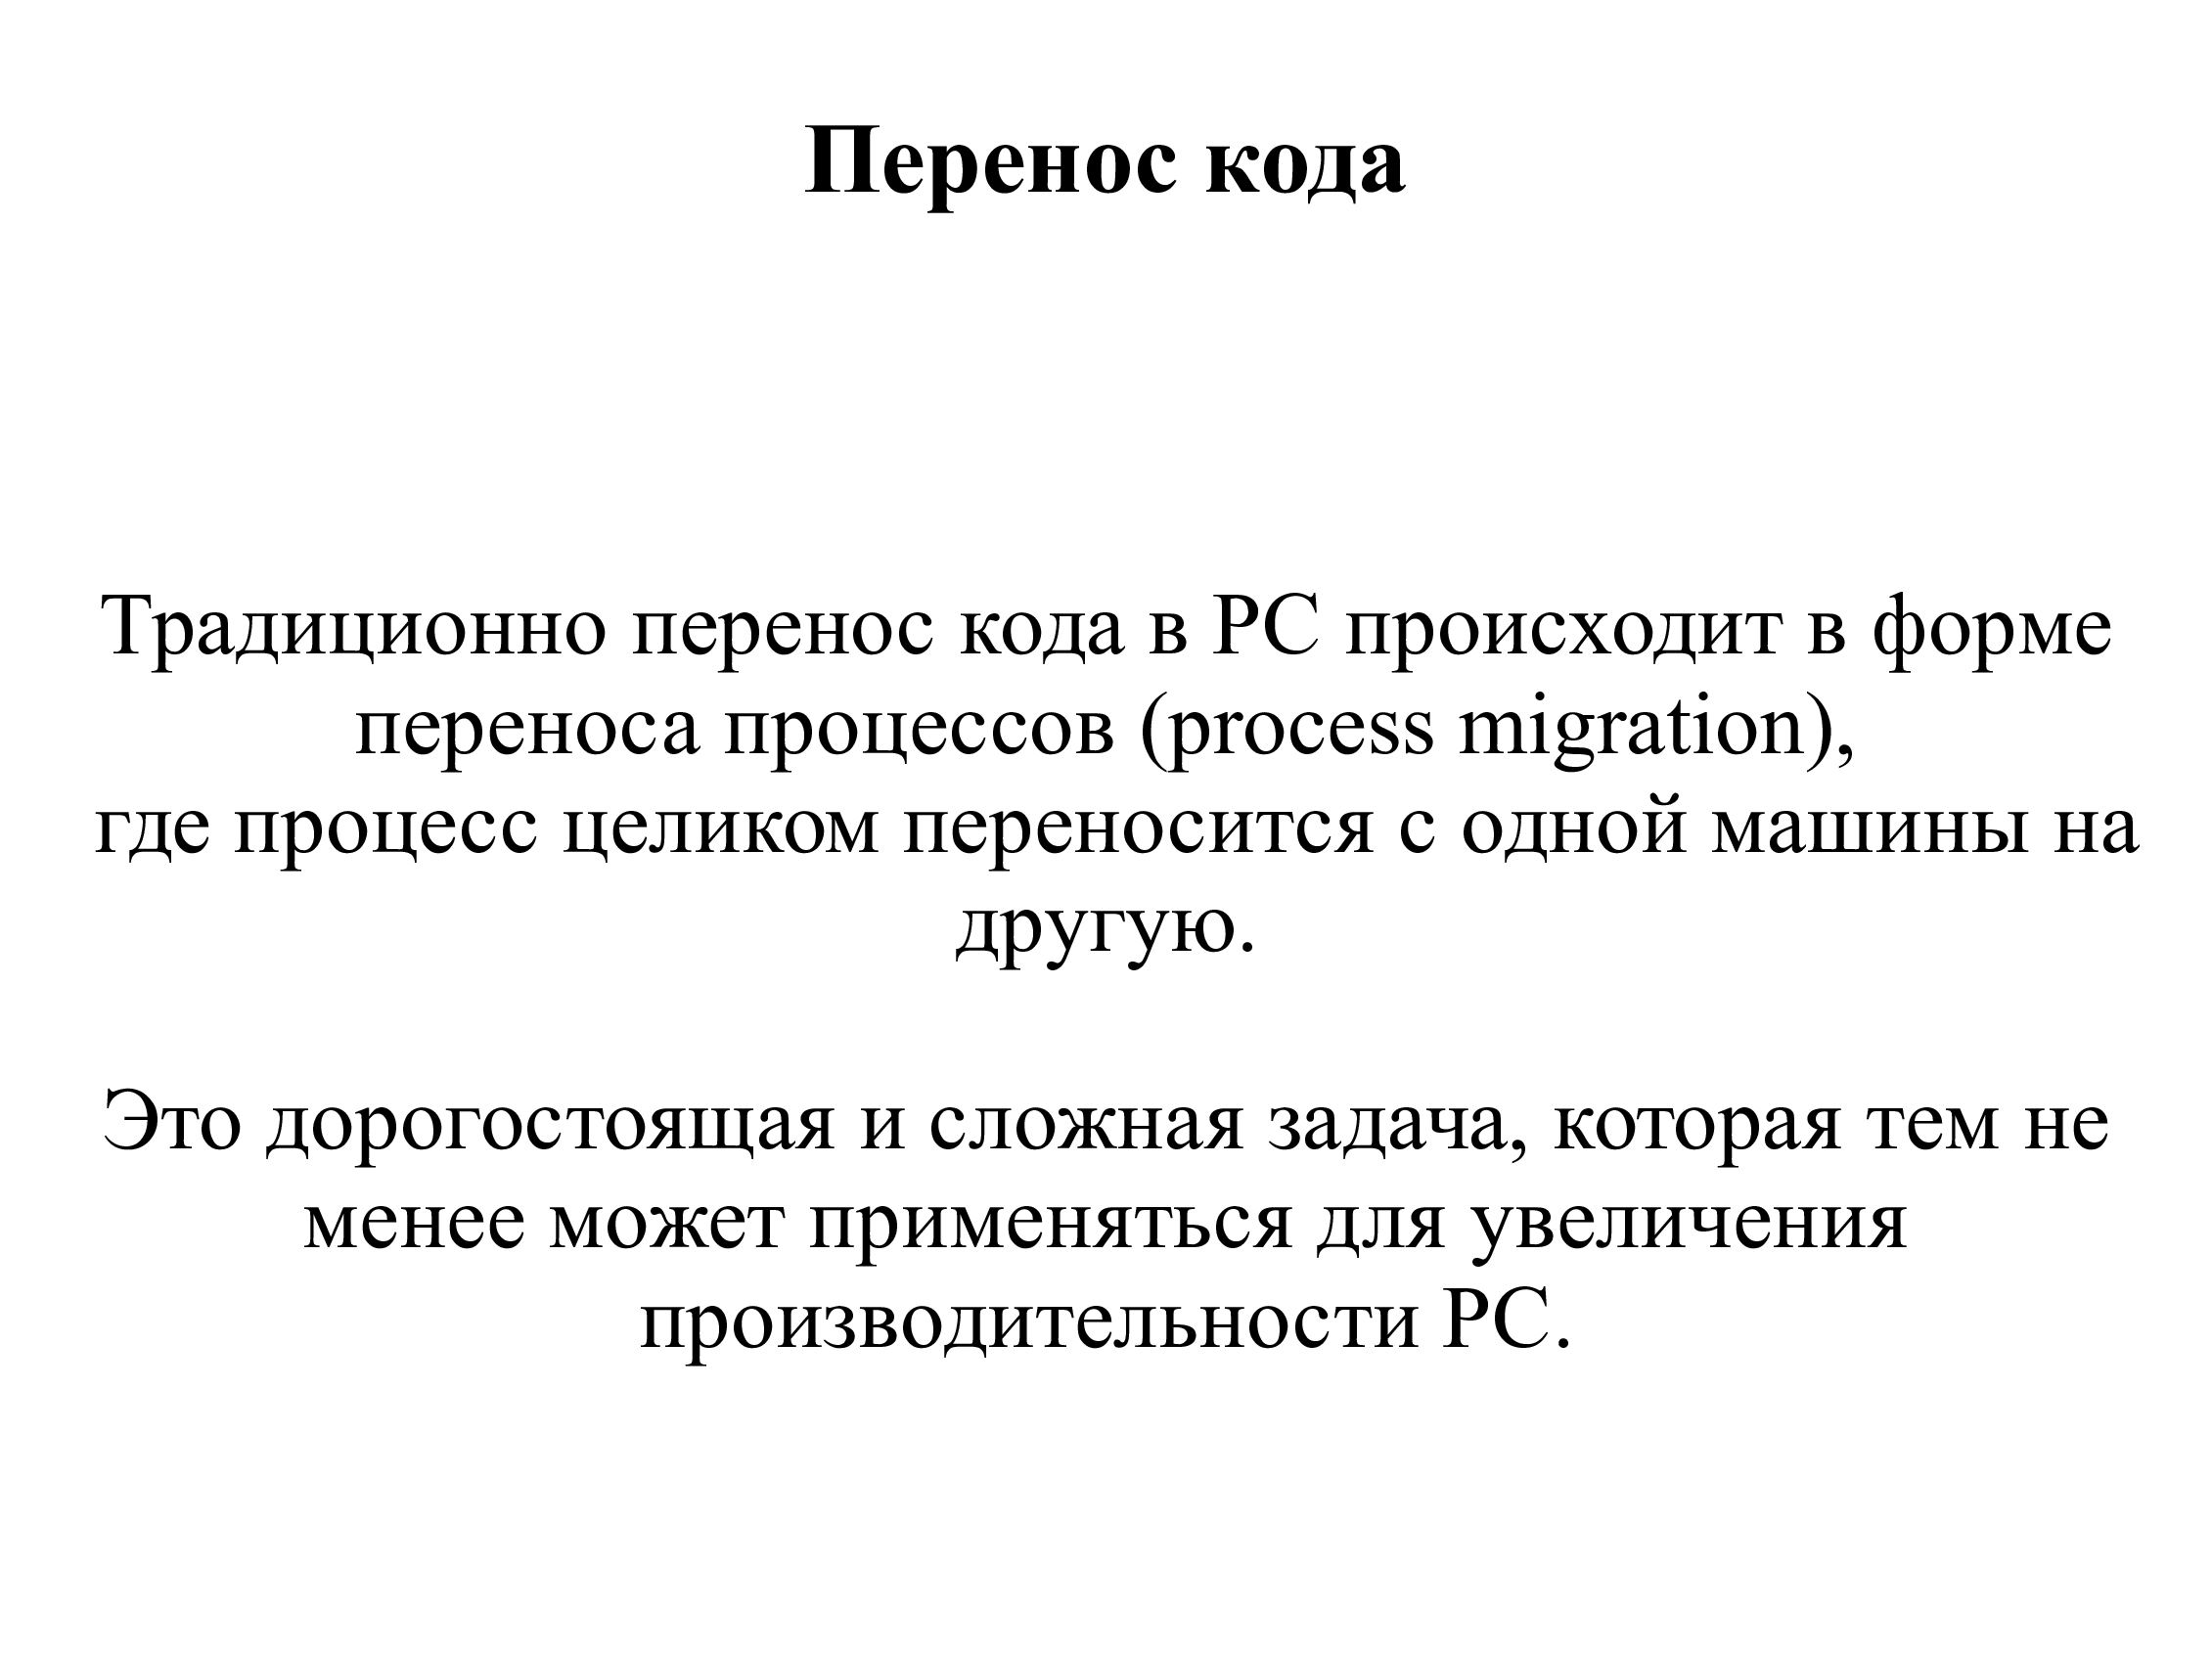 Перенос кода
Традиционно перенос кода в РС происходит в форме
переноса процессов (process migration),
где процесс целиком переносится с одной машины на
другую.
Это дорогостоящая и сложная задача, которая тем не
менее может применяться для увеличения
производительности РС.